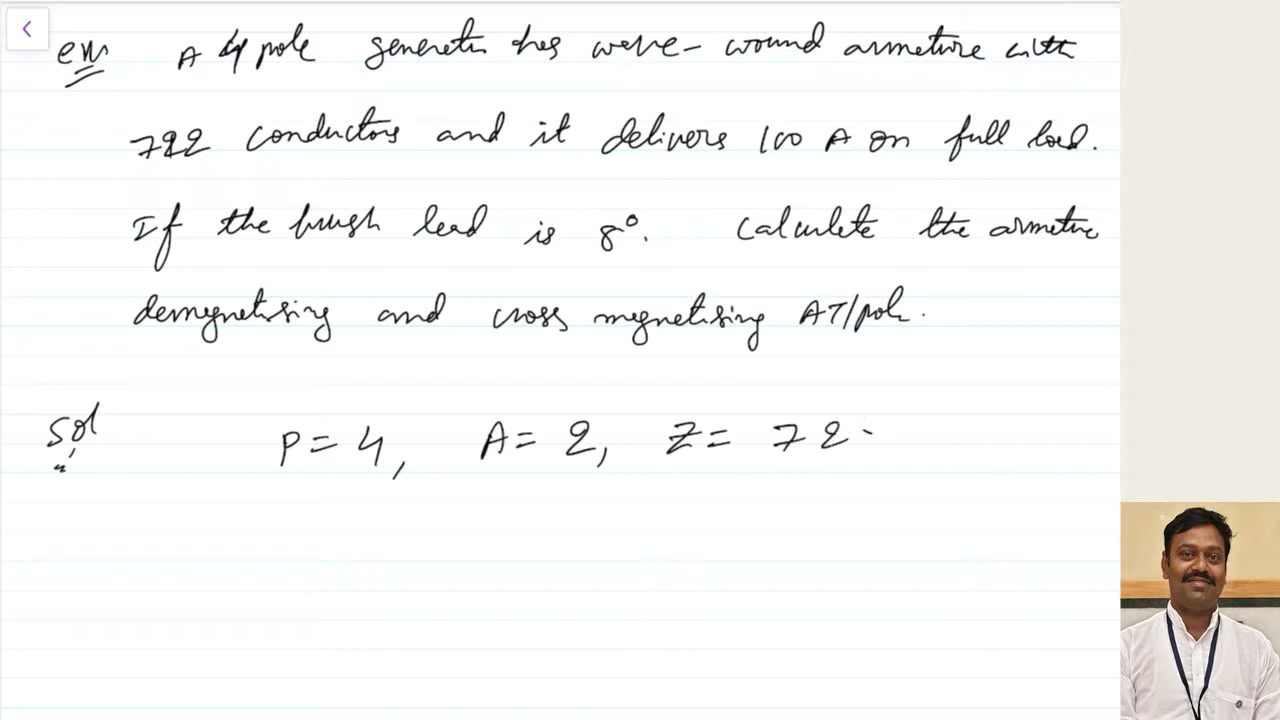 ex A 4 pole generator has wave-wound armature with
722 conductors and it delivers 100 A on full load.
If the brush lead is 8°. Calculate the armature
demagnetising and cross magnetising AT/pole.
Sol P = 4, A = 2, Z = 72